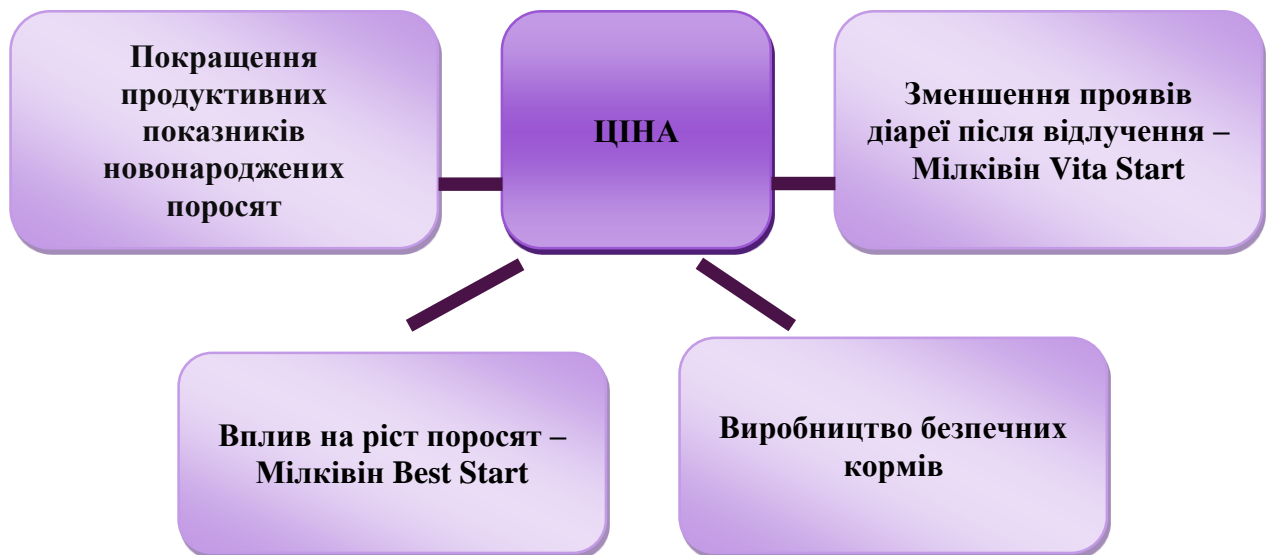 Покращення
продуктивних
показників
новонароджених
поросят
ЦІНА
Зменшення проявів
діареї після відлучення –
Мілківін Vita Start
Вплив на ріст поросят –
Мілківін Best Start
Виробництво безпечних
кормів